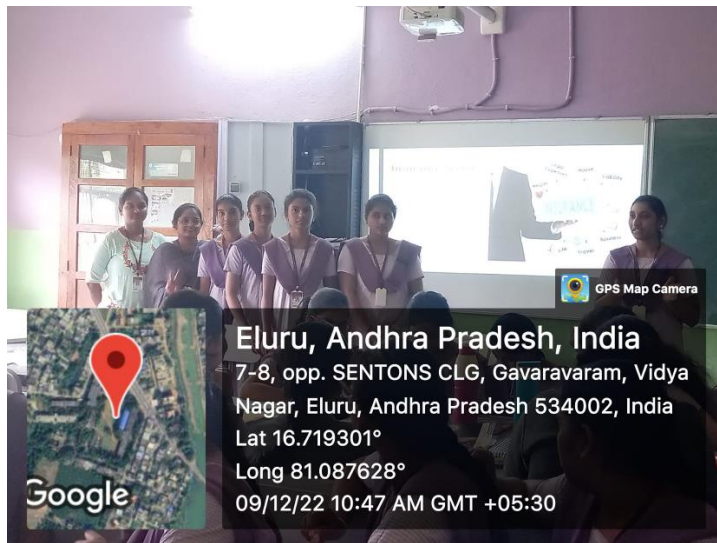 GPS Map Camera
Eluru, Andhra Pradesh, India
7-8, opp. SENTONS CLG, Gavaravaram, Vidya
Nagar, Eluru, Andhra Pradesh 534002, India
Lat 16.719301°
Long 81.087628°
09/12/22 10:47 AM GMT +05:30
Google